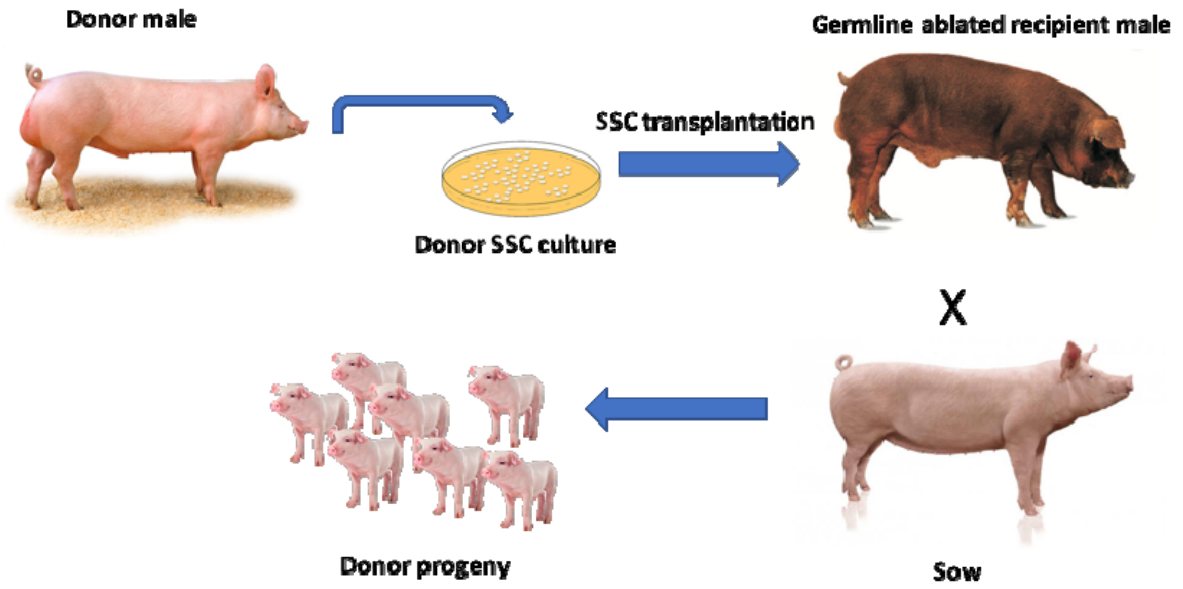 Donor male
Germline ablated recipient male
SSC transplantation
Donor SSC culture
X
Donor progeny
Sow